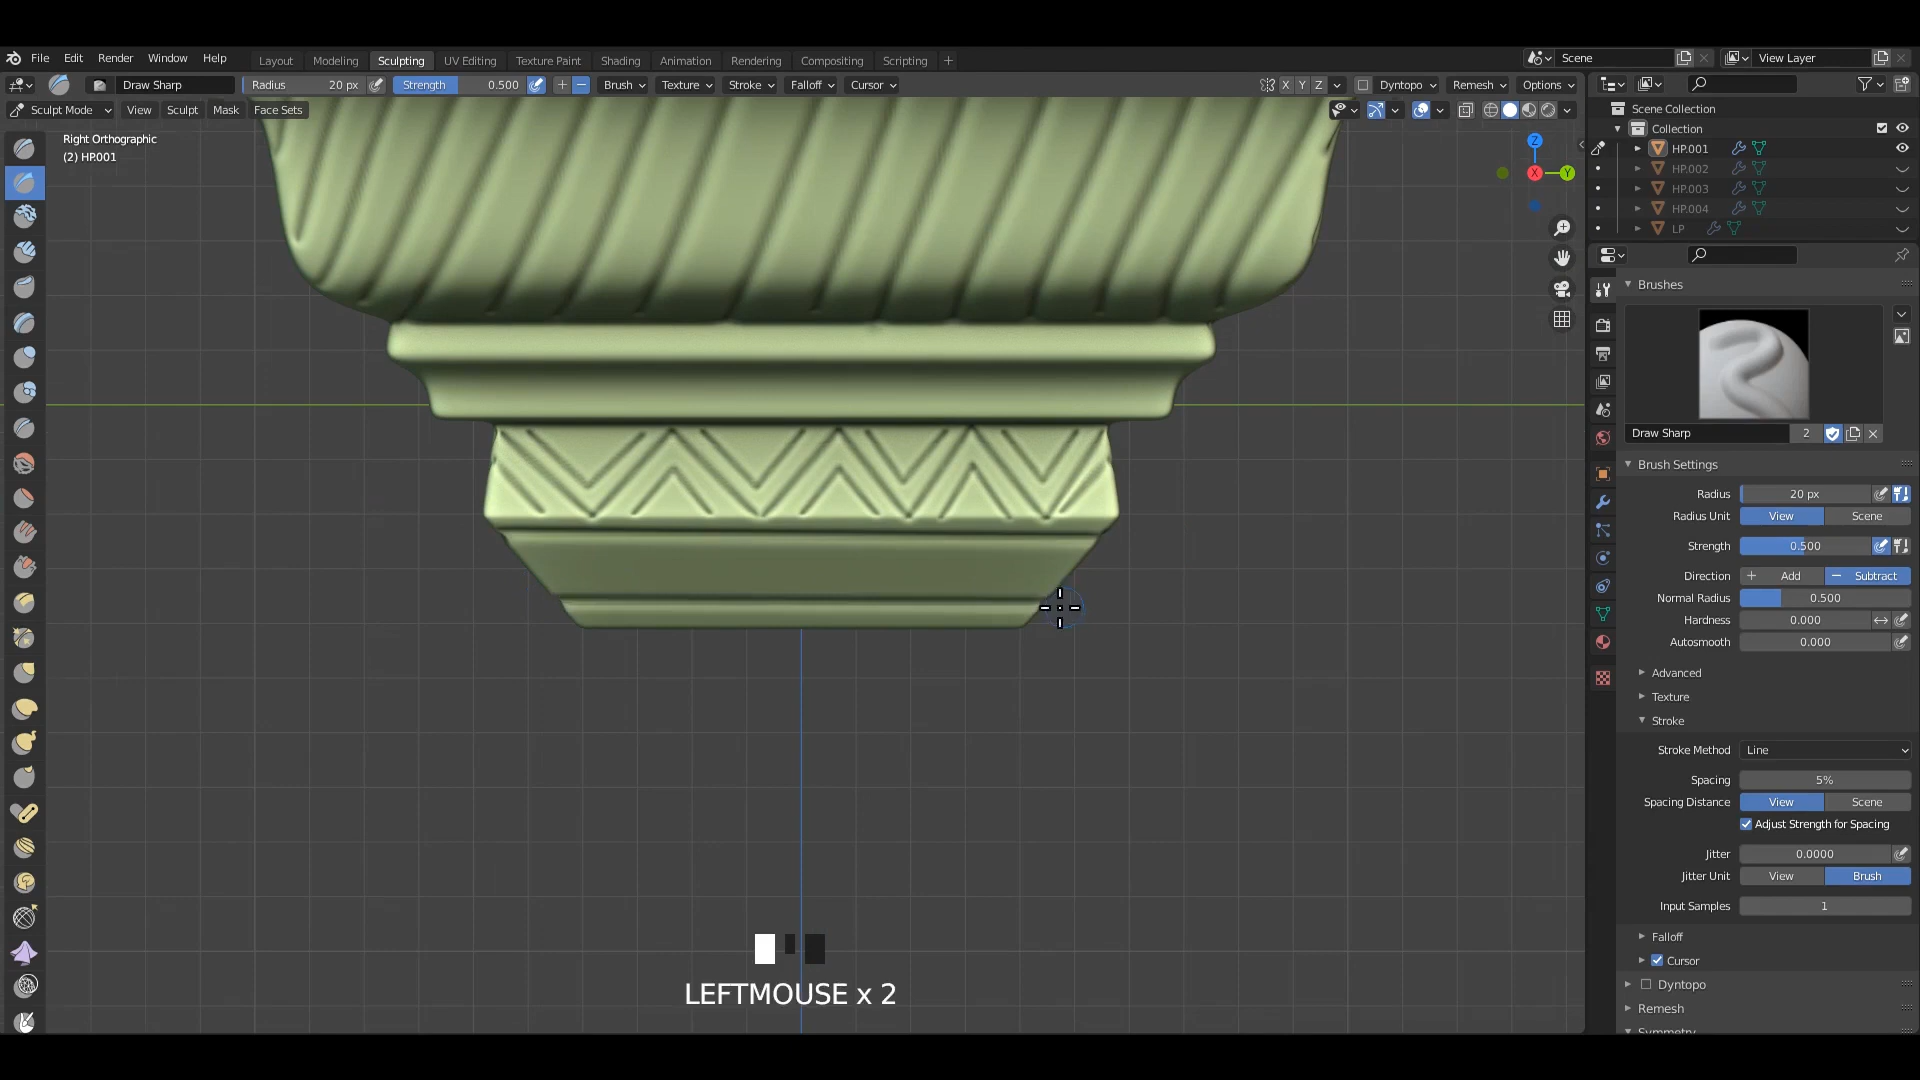 File Edit Render Window Help Layout Modeling Sculpting UV Editing Texture Paint Shading Animation Rendering Compositing Scripting + Scene View Layer
Draw Sharp Radius 20 px Strength 0.500 + − Brush Texture Stroke Falloff Cursor X Y Z Dyntopo Remesh Options
Sculpt Mode View Sculpt Mask Face Sets
Right Orthographic
(2) HP.001
Z
X
Y
Scene Collection
Collection
HP.001
HP.002
HP.003
HP.004
LP
Brushes
Draw Sharp 2
Brush Settings
Radius 20 px
Radius Unit View Scene
Strength 0.500
Direction + Add − Subtract
Normal Radius 0.500
Hardness 0.000
Autosmooth 0.000
Advanced
Texture
Stroke
Stroke Method Line
Spacing 5%
Spacing Distance View Scene
Adjust Strength for Spacing
Jitter 0.0000
Jitter Unit View Brush
Input Samples 1
Falloff
Cursor
Dyntopo
Remesh
Symmetry
LEFTMOUSE x 2